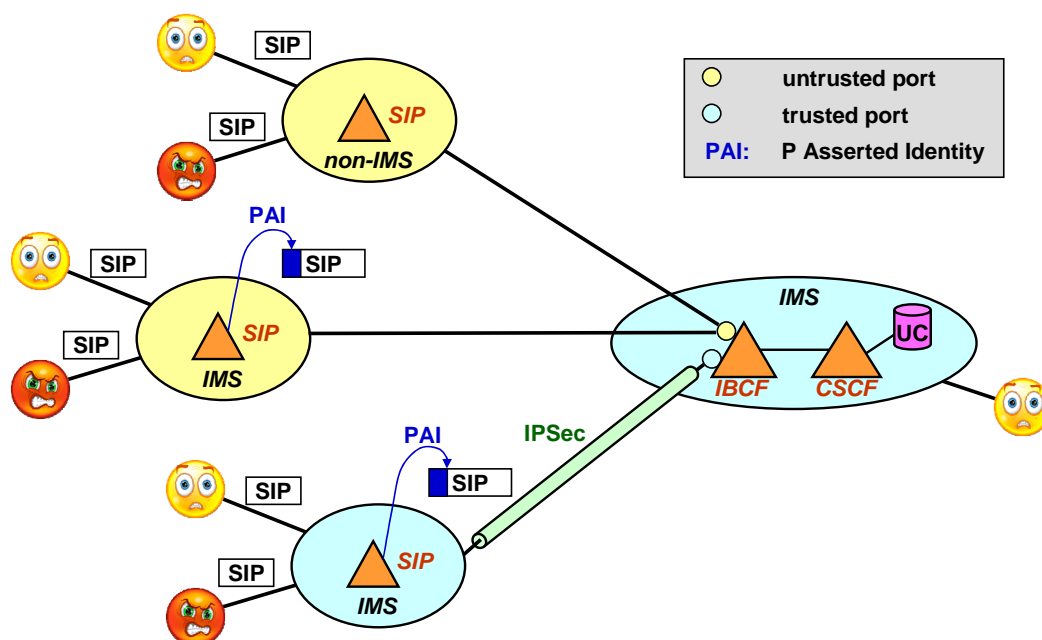 SIP
SIP
SIP
non-IMS
untrusted port
trusted port
PAI: P Asserted Identity
PAI
SIP
SIP
SIP
SIP
IMS
IMS
UC
IBCF
CSCF
IPSec
PAI
SIP
SIP
SIP
SIP
IMS